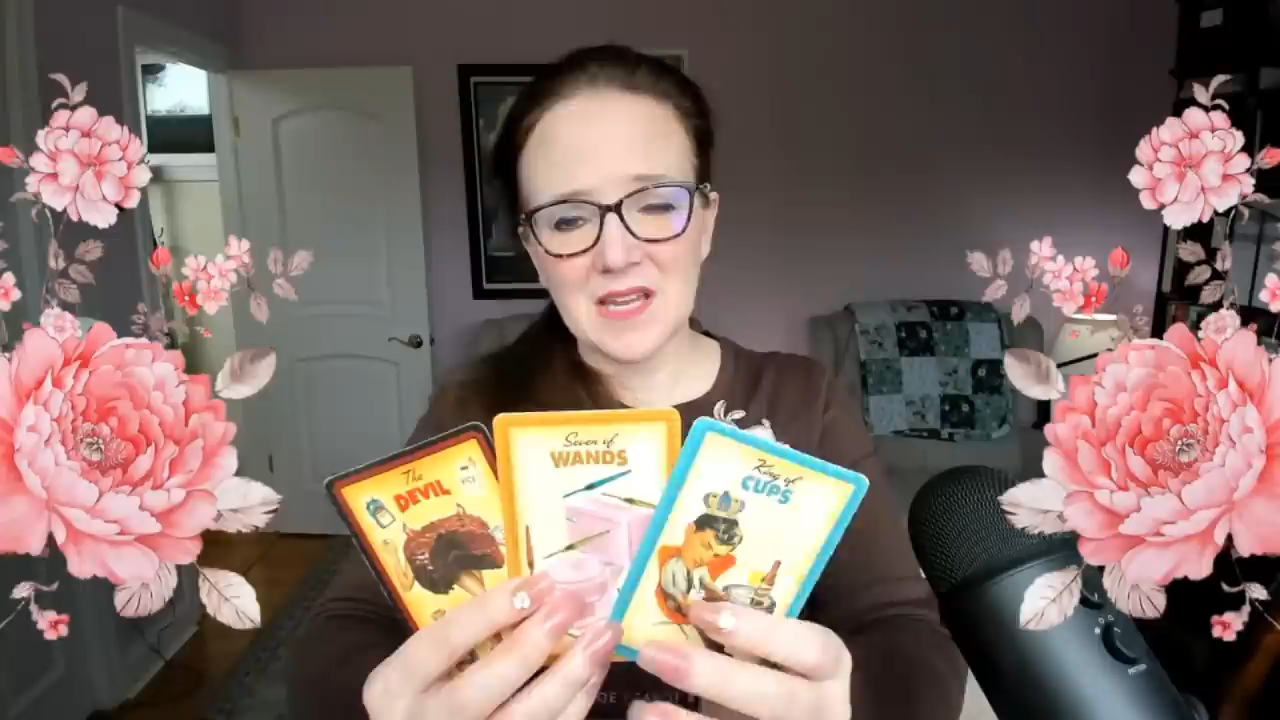 The
DEVIL
Seven of
WANDS
King of
CUPS